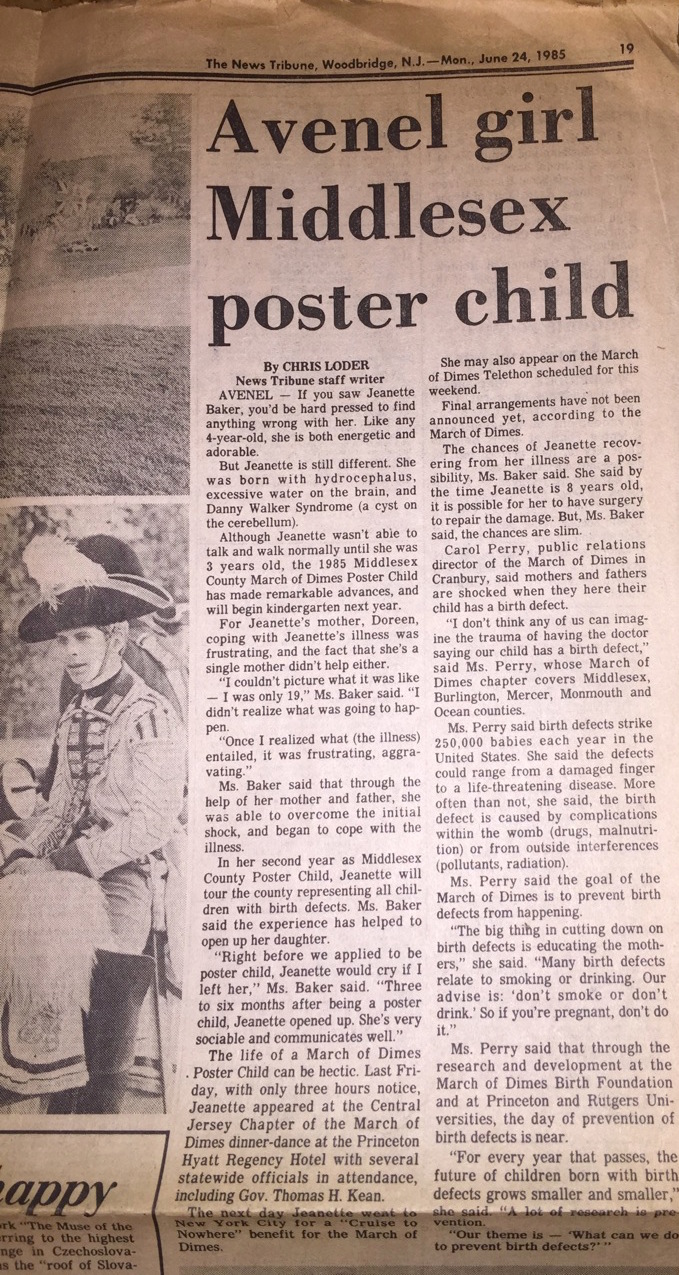 The News Tribune, Woodbridge, N.J.—Mon., June 24, 1985
19
Avenel girl
Middlesex
poster child
By CHRIS LODER
News Tribune staff writer
AVENEL — If you saw Jeanette
Baker, you'd be hard pressed to find
anything wrong with her. Like any
4-year-old, she is both energetic and
adorable.
But Jeanette is still different. She
was born with hydrocephalus,
excessive water on the brain, and
Danny Walker Syndrome (a cyst on
the cerebellum).
Although Jeanette wasn't able to
talk and walk normally until she was
3 years old, the 1985 Middlesex
County March of Dimes Poster Child
has made remarkable advances, and
will begin kindergarten next year.
For Jeanette's mother, Doreen,
coping with Jeanette's illness was
frustrating, and the fact that she's a
single mother didn't help either.
"I couldn't picture what it was like
— I was only 19," Ms. Baker said. "I
didn't realize what was going to hap-
pen.
"Once I realized what (the illness)
entailed, it was frustrating, aggra-
vating."
Ms. Baker said that through the
help of her mother and father, she
was able to overcome the initial
shock, and began to cope with the
illness.
In her second year as Middlesex
County Poster Child, Jeanette will
tour the county representing all chil-
dren with birth defects. Ms. Baker
said the experience has helped to
open up her daughter.
"Right before we applied to be
poster child, Jeanette would cry if I
left her," Ms. Baker said. "Three
to six months after being a poster
child, Jeanette opened up. She's very
sociable and communicates well."
The life of a March of Dimes
Poster Child can be hectic. Last Fri-
day, with only three hours notice,
Jeanette appeared at the Central
Jersey Chapter of the March of
Dimes dinner-dance at the Princeton
Hyatt Regency Hotel with several
statewide officials in attendance,
including Gov. Thomas H. Kean.
The next day Jeanette went to
New York City for a "Cruise to
Nowhere" benefit for the March of
Dimes.
She may also appear on the March
of Dimes Telethon scheduled for this
weekend.
Final arrangements have not been
announced yet, according to the
March of Dimes.
The chances of Jeanette recov-
ering from her illness are a pos-
sibility, Ms. Baker said. She said by
the time Jeanette is 8 years old,
it is possible for her to have surgery
to repair the damage. But, Ms. Baker
said, the chances are slim.
Carol Perry, public relations
director of the March of Dimes in
Cranbury, said mothers and fathers
are shocked when they here their
child has a birth defect.
"I don't think any of us can imag-
ine the trauma of having the doctor
saying our child has a birth defect,"
said Ms. Perry, whose March of
Dimes chapter covers Middlesex,
Burlington, Mercer, Monmouth and
Ocean counties.
Ms. Perry said birth defects strike
250,000 babies each year in the
United States. She said the defects
could range from a damaged finger
to a life-threatening disease. More
often than not, she said, the birth
defect is caused by complications
within the womb (drugs, malnutri-
tion) or from outside interferences
(pollutants, radiation).
Ms. Perry said the goal of the
March of Dimes is to prevent birth
defects from happening.
"The big thing in cutting down on
birth defects is educating the moth-
ers," she said. "Many birth defects
relate to smoking or drinking. Our
advise is: 'don't smoke or don't
drink.' So if you're pregnant, don't do
it."
Ms. Perry said that through the
research and development at the
March of Dimes Birth Foundation
and at Princeton and Rutgers Uni-
versities, the day of prevention of
birth defects is near.
"For every year that passes, the
future of children born with birth
defects grows smaller and smaller,"
she said. "A lot of research is pre-
vention.
"Our theme is — 'What can we do
to prevent birth defects?' "
appy
rk "The Muse of the
rring to the highest
nge in Czechoslova-
s the "roof of Slova-